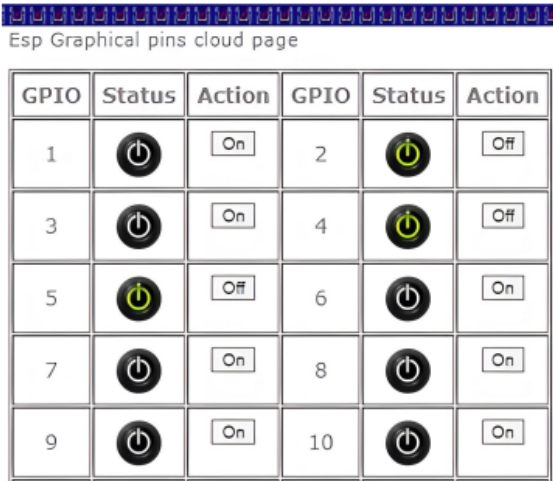 Esp Graphical pins cloud page
GPIO Status Action GPIO Status Action
1 On 2 Off
3 On 4 Off
5 Off 6 On
7 On 8 On
9 On 10 On